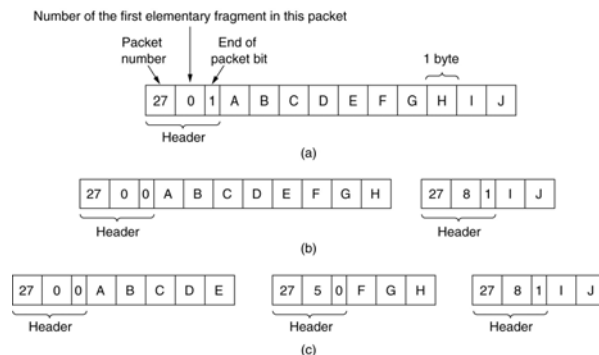 Number of the first elementary fragment in this packet
Packet number
End of packet bit
1 byte
27 0 1 A B C D E F G H I J
Header
(a)
27 0 0 A B C D E F G H
27 8 1 I J
Header
Header
(b)
27 0 0 A B C D E
27 5 0 F G H
27 8 1 I J
Header
Header
Header
(c)